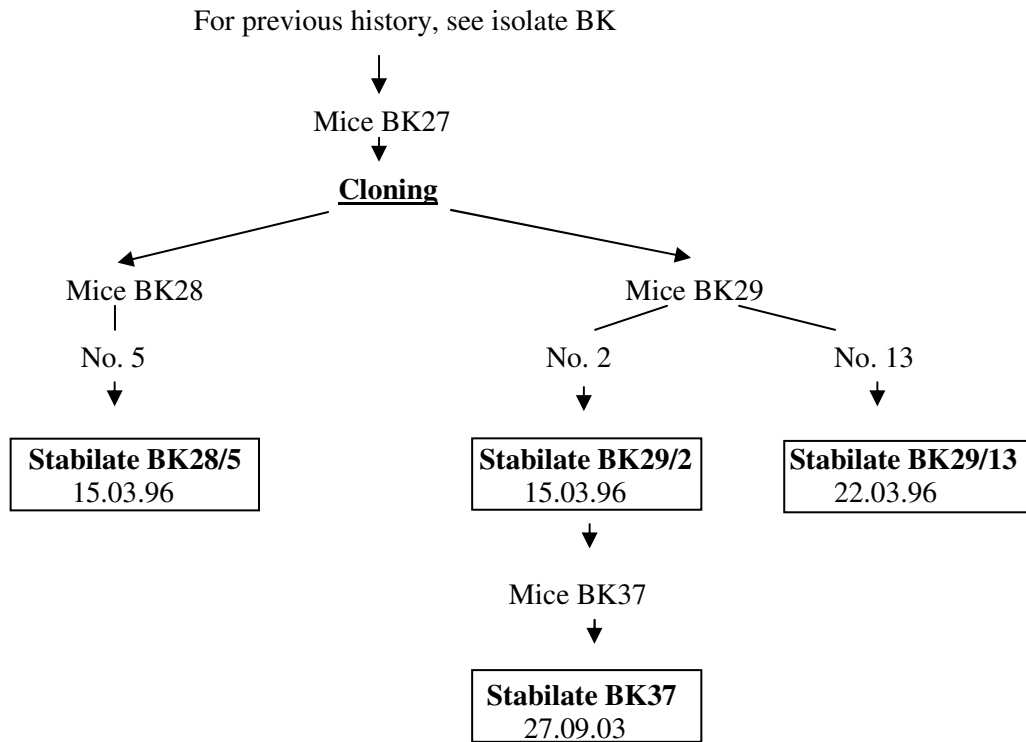 For previous history, see isolate BK
Mice BK27
Cloning
Mice BK28
Mice BK29
No. 5
No. 2
No. 13
Stabilate BK28/5
15.03.96
Stabilate BK29/2
15.03.96
Stabilate BK29/13
22.03.96
Mice BK37
Stabilate BK37
27.09.03